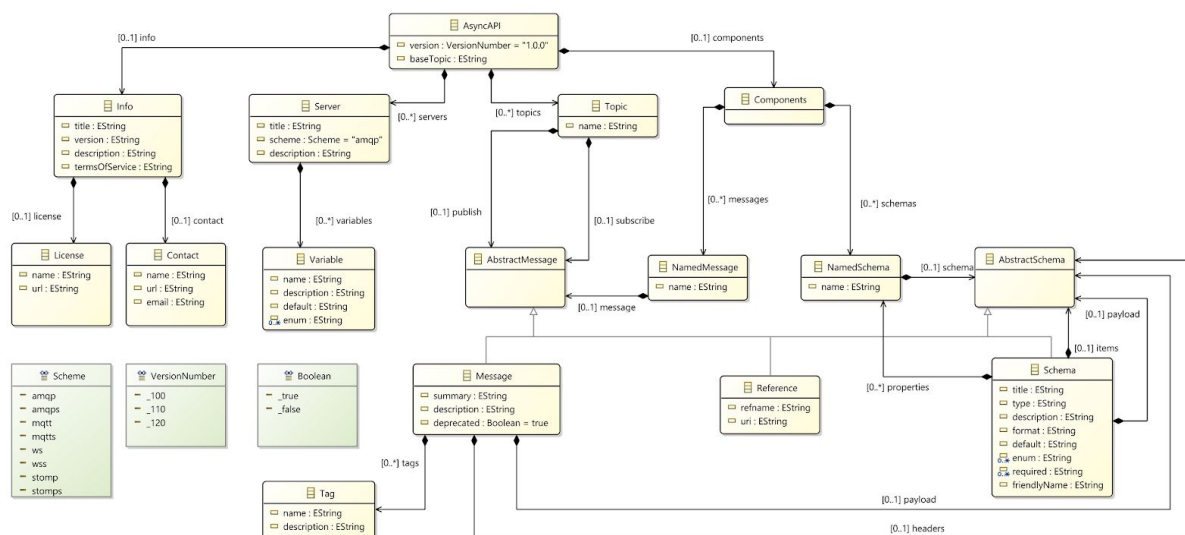 AsyncAPI
version : VersionNumber = "1.0.0"
baseTopic : EString
[0..1] info
[0..1] components
[0..*] servers
[0..*] topics
Info
title : EString
version : EString
description : EString
termsOfService : EString
Server
title : EString
scheme : Scheme = "amqp"
description : EString
Topic
name : EString
Components
[0..1] license
[0..1] contact
[0..*] variables
[0..1] publish
[0..1] subscribe
[0..*] messages
[0..*] schemas
License
name : EString
url : EString
Contact
name : EString
url : EString
email : EString
Variable
name : EString
description : EString
default : EString
0..* enum : EString
AbstractMessage
NamedMessage
name : EString
[0..1] message
NamedSchema
name : EString
[0..1] schema
AbstractSchema
[0..1] payload
[0..1] items
[0..*] properties
Scheme
amqp
amqps
mqtt
mqtts
ws
wss
stomp
stomps
VersionNumber
_100
_110
_120
Boolean
_true
_false
Message
summary : EString
description : EString
deprecated : Boolean = true
Reference
refname : EString
uri : EString
Schema
title : EString
type : EString
description : EString
format : EString
default : EString
0..* enum : EString
0..* required : EString
friendlyName : EString
[0..*] tags
Tag
name : EString
description : EString
[0..1] payload
[0..1] headers